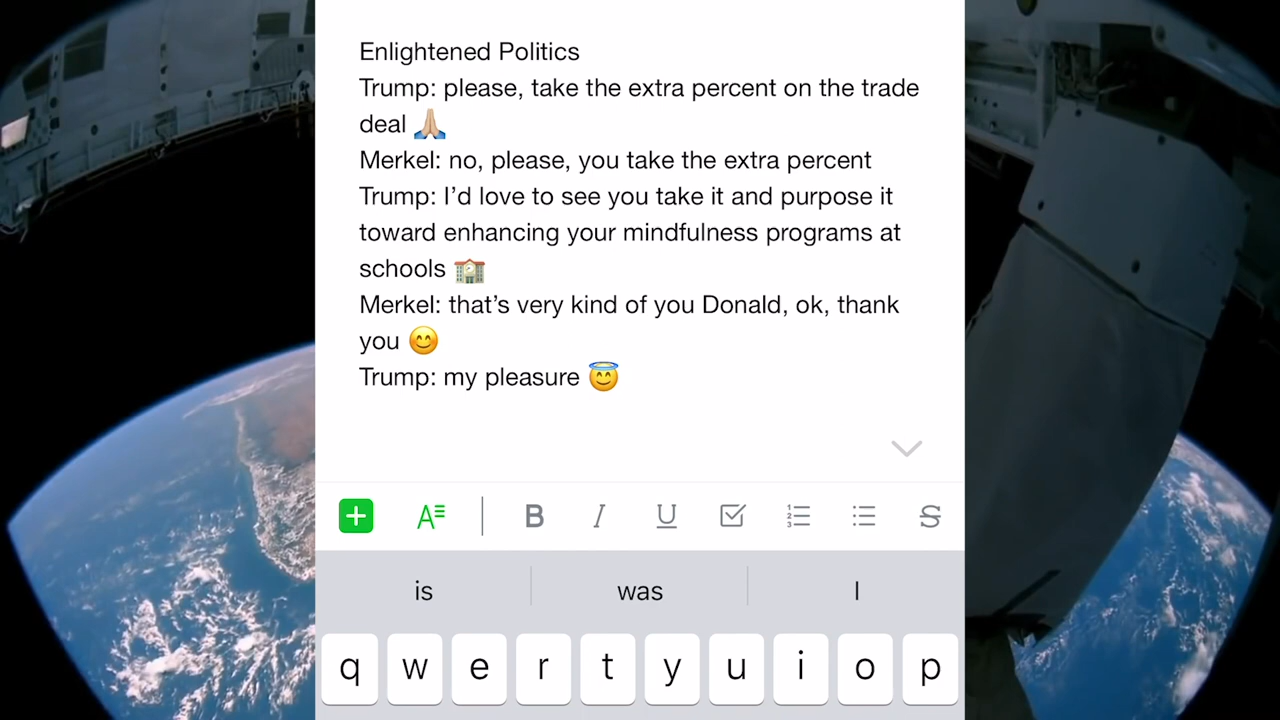 Enlightened Politics
Trump: please, take the extra percent on the trade
deal 🙏🏼
Merkel: no, please, you take the extra percent
Trump: I’d love to see you take it and purpose it
toward enhancing your mindfulness programs at
schools 🏫
Merkel: that’s very kind of you Donald, ok, thank
you 😊
Trump: my pleasure 😇
A B I U S
is was I
q w e r t y u i o p